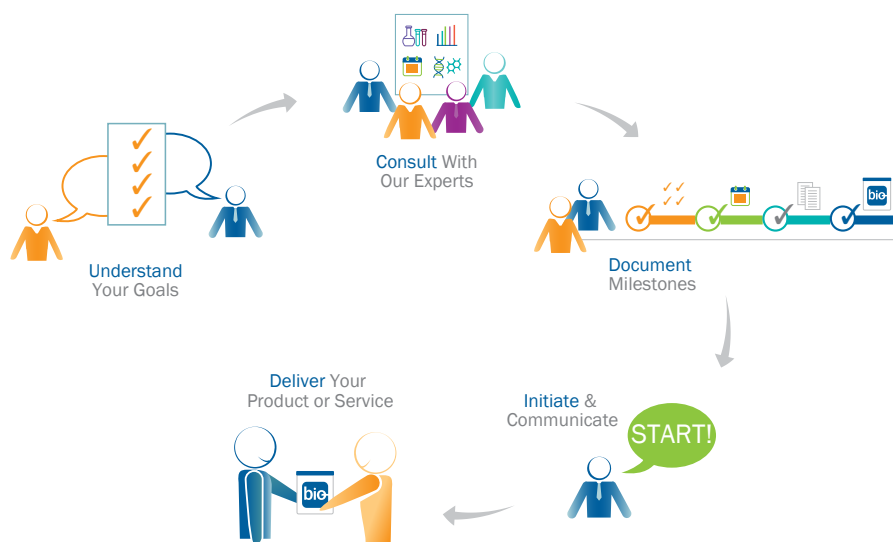 Consult With
Our Experts
Understand
Your Goals
bio
Document
Milestones
Initiate &
Communicate
START!
Deliver Your
Product or Service
bio